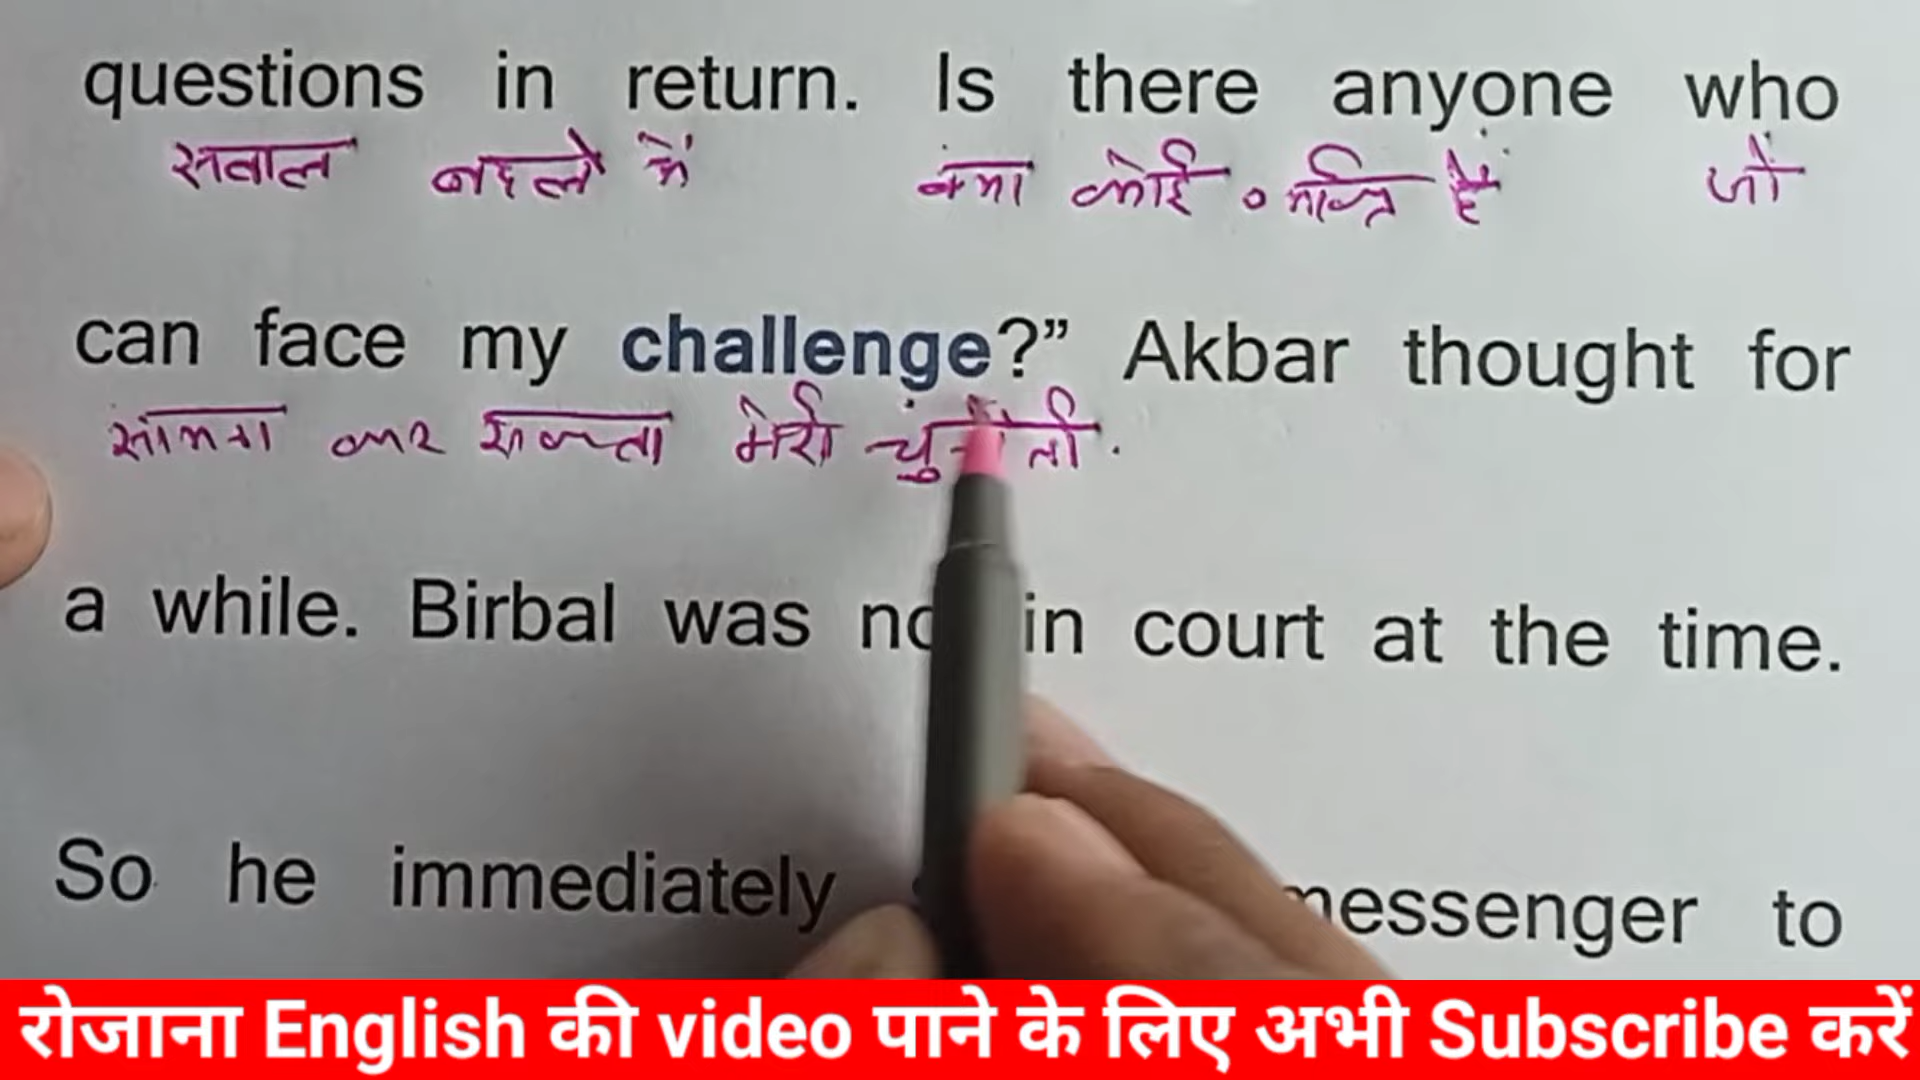 questions in return. Is there anyone who
सवाल बदले में क्या कोई व्यक्ति है जो
can face my challenge?” Akbar thought for
सामना कर सकता मेरी चुनौती.
a while. Birbal was in court at the time.
So he immediately messenger to
रोजाना English की video पाने के लिए अभी Subscribe करें